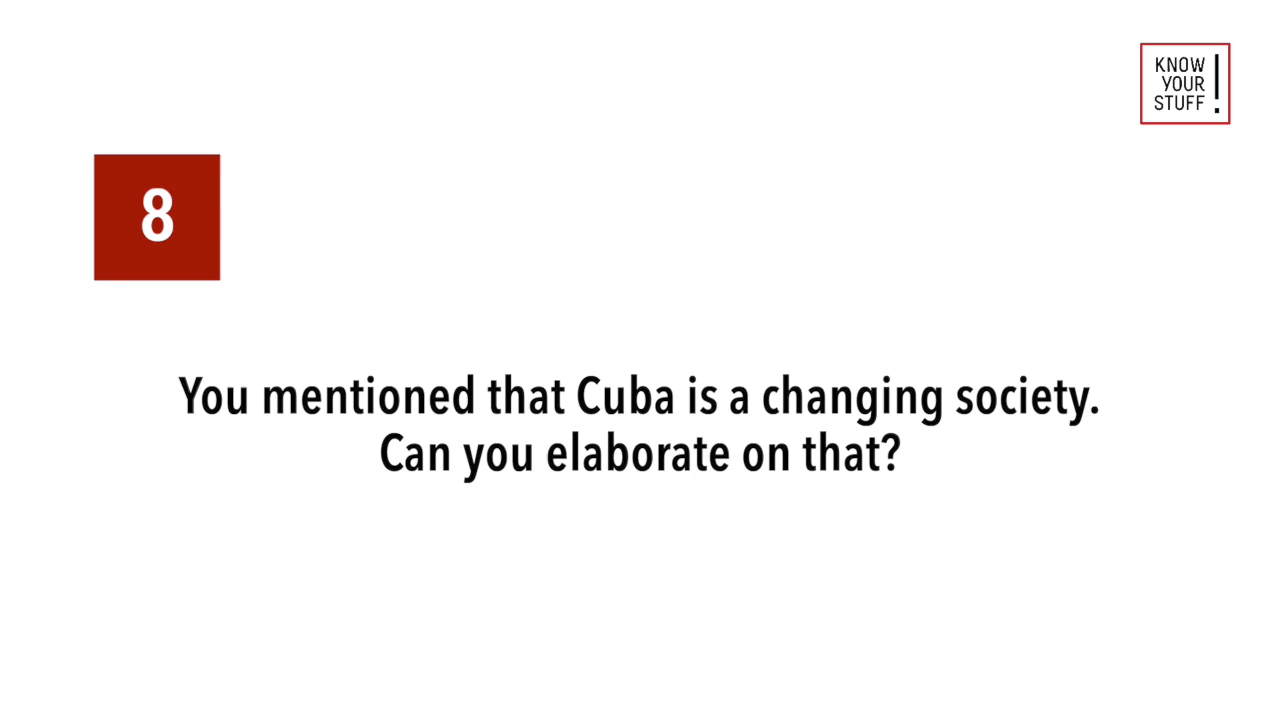 KNOW
YOUR
STUFF!
8
You mentioned that Cuba is a changing society.
Can you elaborate on that?